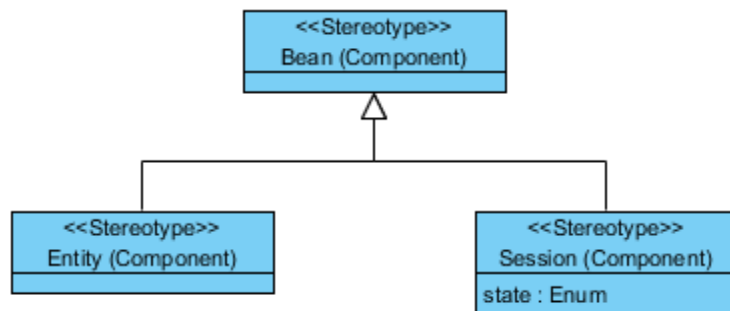 <<Stereotype>>
Bean (Component)
<<Stereotype>>
Entity (Component)
<<Stereotype>>
Session (Component)
state : Enum